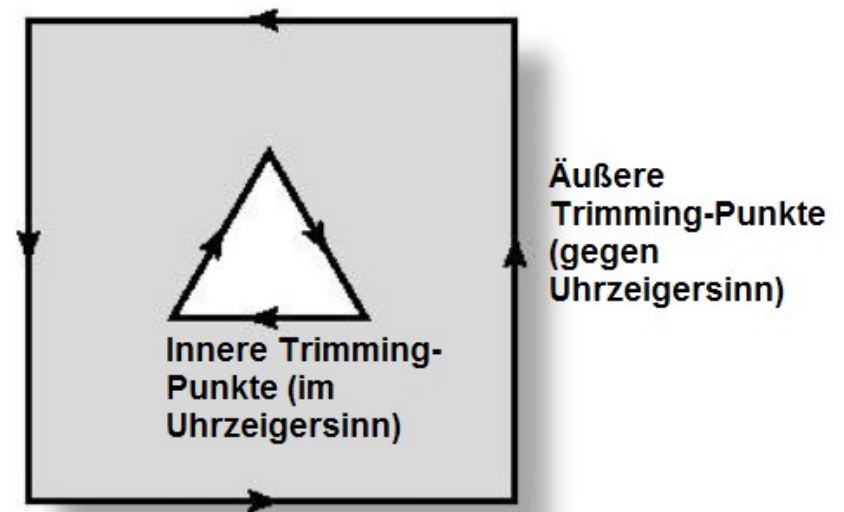 Äußere
Trimming-Punkte
(gegen
Uhrzeigersinn)
Innere Trimming-
Punkte (im
Uhrzeigersinn)